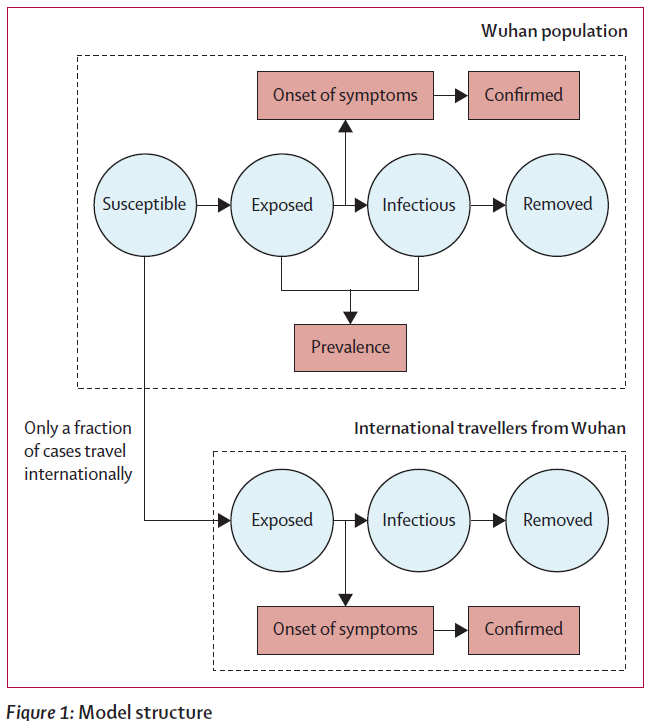 Wuhan population
Onset of symptoms
Confirmed
Susceptible
Exposed
Infectious
Removed
Prevalence
Only a fraction
of cases travel
internationally
International travellers from Wuhan
Exposed
Infectious
Removed
Onset of symptoms
Confirmed
Figure 1: Model structure